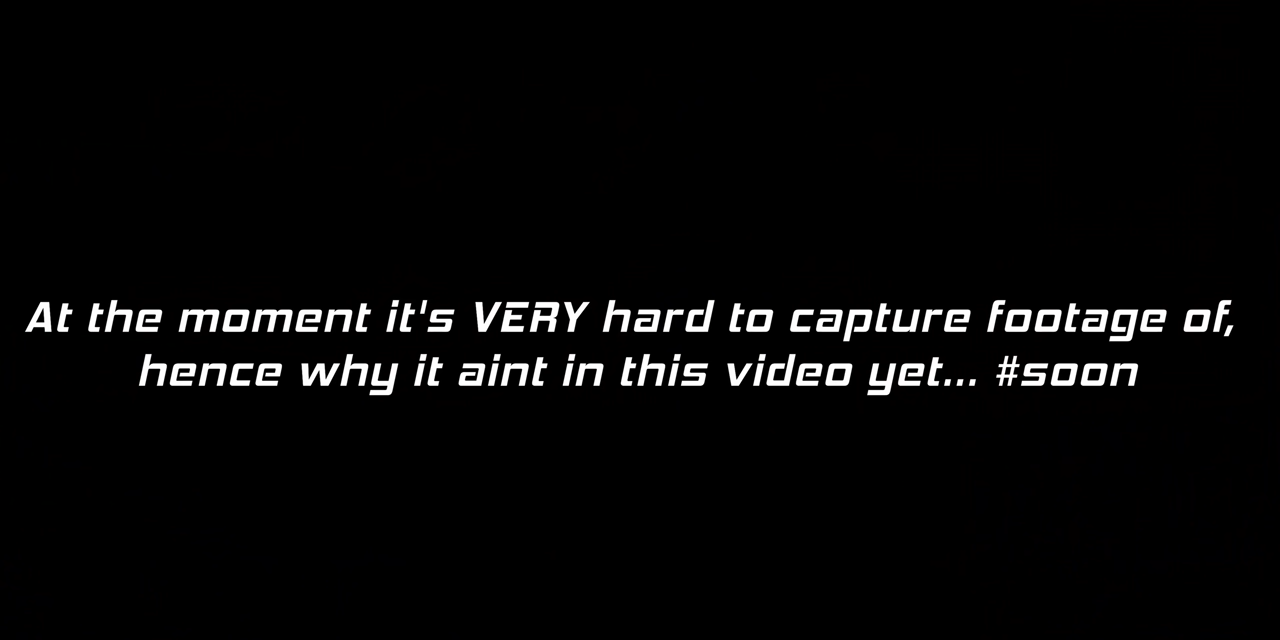 At the moment it's VERY hard to capture footage of,
hence why it aint in this video yet... #soon